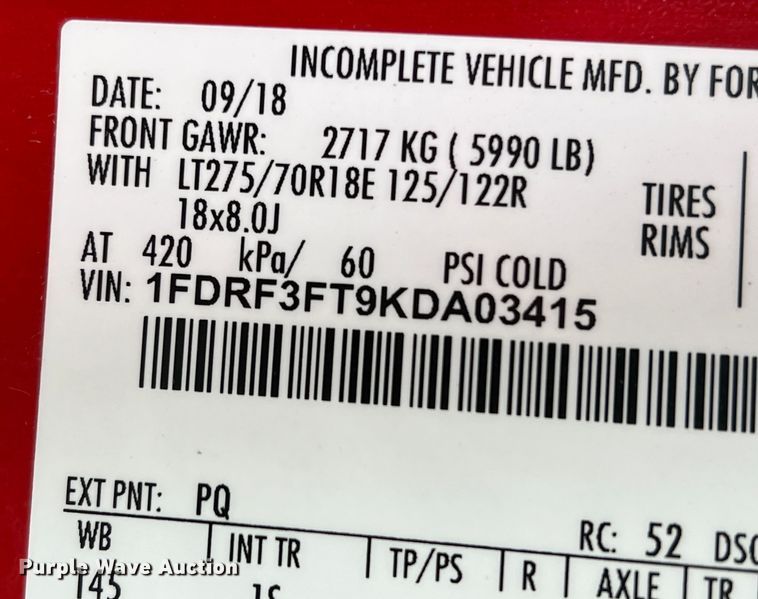 INCOMPLETE VEHICLE MFD. BY FOR
DATE: 09/18
FRONT GAWR: 2717 KG ( 5990 LB)
WITH LT275/70R18E 125/122R TIRES
18x8.0J RIMS
AT 420 kPa/ 60 PSI COLD
VIN: 1FDRF3FT9KDA03415
EXT PNT: PQ RC: 52 DSO
WB INT TR TP/PS R AXLE TR
145 1S
Purple Wave Auction